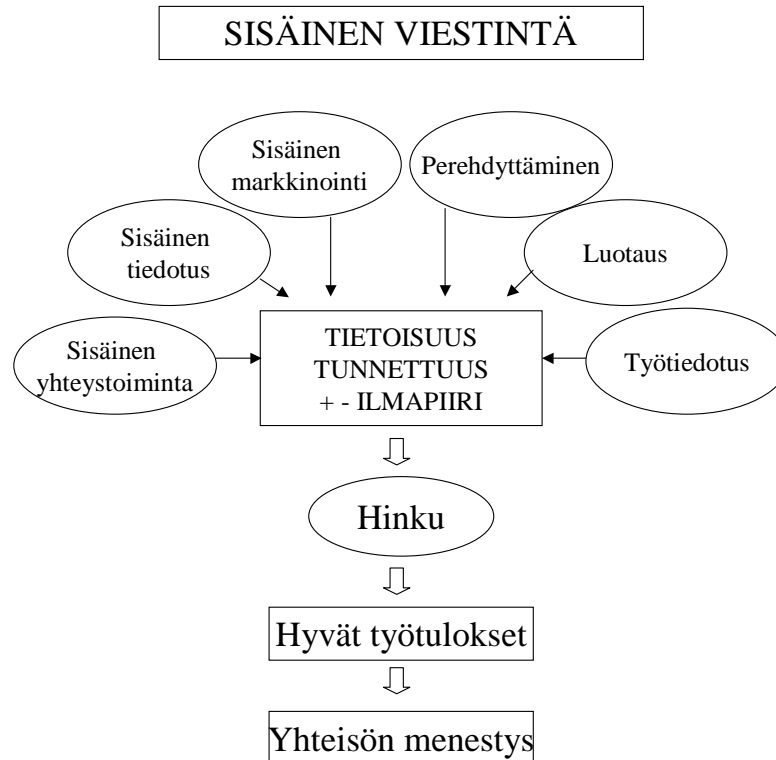 SISÄINEN VIESTINTÄ
Sisäinen
markkinointi
Perehdyttäminen
Sisäinen
tiedotus
Luotaus
Sisäinen
yhteystoiminta
TIETOISUUS
TUNNETTUUS
+ - ILMAPIIRI
Työtiedotus
Hinku
Hyvät työtulokset
Yhteisön menestys